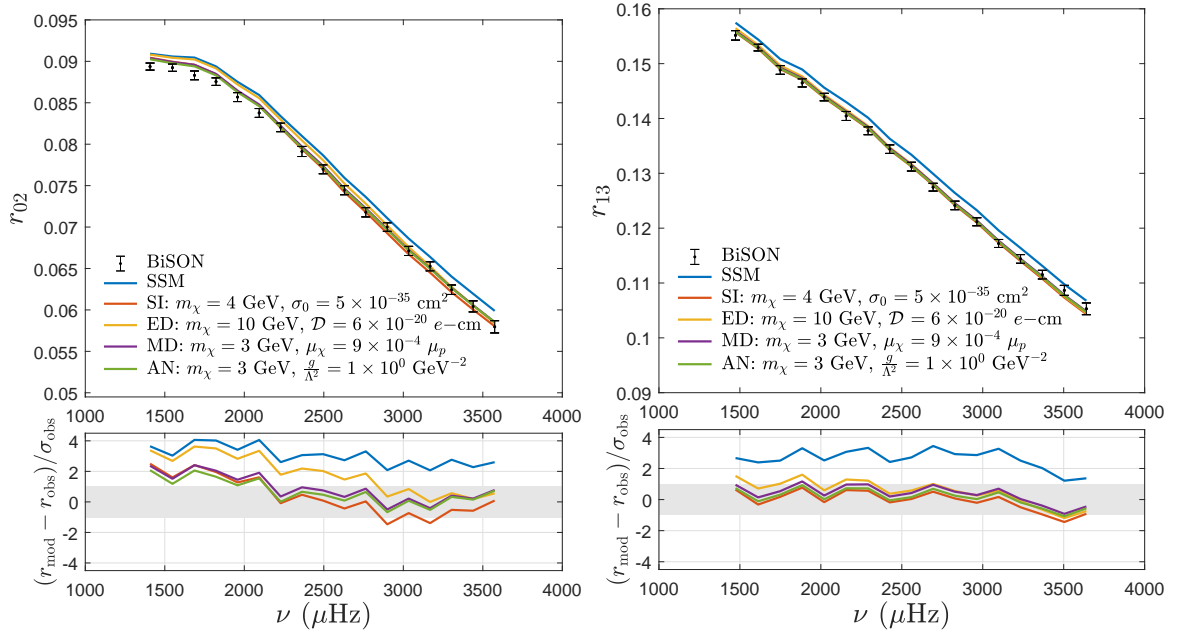 0.095
0.09
0.085
0.08
0.075
0.07
0.065
0.06
0.055
0.05
r₀₂
BiSON
SSM
SI: mχ = 4 GeV, σ₀ = 5 × 10⁻³⁵ cm²
ED: mχ = 10 GeV, 𝒟 = 6 × 10⁻²⁰ e−cm
MD: mχ = 3 GeV, μχ = 9 × 10⁻⁴ μₚ
AN: mχ = 3 GeV, g/Λ² = 1 × 10⁰ GeV⁻²
1000 1500 2000 2500 3000 3500 4000
4
2
0
-2
-4
(r_mod − r_obs)/σ_obs
1000 1500 2000 2500 3000 3500 4000
ν (μHz)
0.16
0.15
0.14
0.13
0.12
0.11
0.1
0.09
r₁₃
BiSON
SSM
SI: mχ = 4 GeV, σ₀ = 5 × 10⁻³⁵ cm²
ED: mχ = 10 GeV, 𝒟 = 6 × 10⁻²⁰ e−cm
MD: mχ = 3 GeV, μχ = 9 × 10⁻⁴ μₚ
AN: mχ = 3 GeV, g/Λ² = 1 × 10⁰ GeV⁻²
1000 1500 2000 2500 3000 3500 4000
4
2
0
-2
-4
(r_mod − r_obs)/σ_obs
1000 1500 2000 2500 3000 3500 4000
ν (μHz)